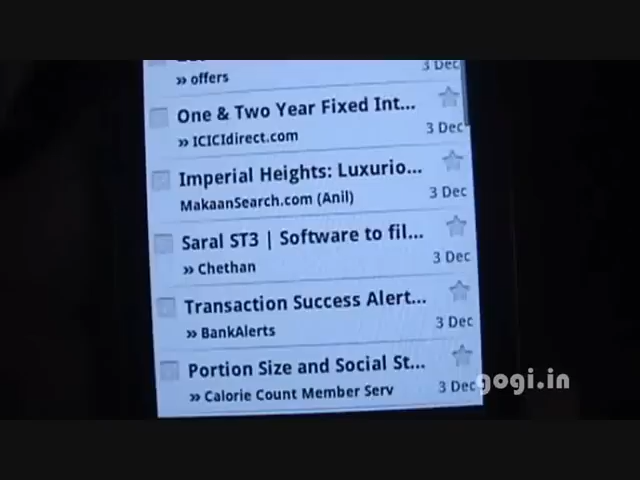 3 Dec
» offers
One & Two Year Fixed Int...
» ICICIdirect.com
3 Dec
Imperial Heights: Luxurio...
MakaanSearch.com (Anil)
3 Dec
Saral ST3 | Software to fil...
» Chethan
3 Dec
Transaction Success Alert...
» BankAlerts
3 Dec
Portion Size and Social St...
» Calorie Count Member Serv
3 Dec
gogi.in